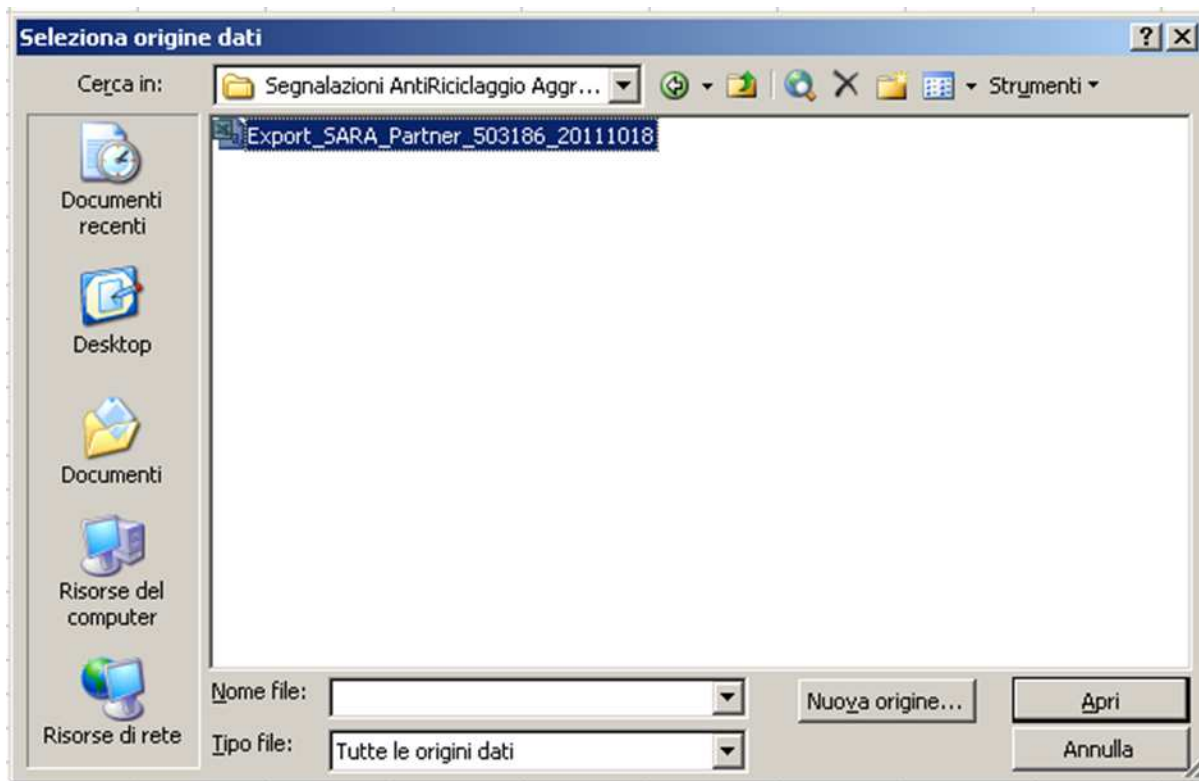 Seleziona origine dati
Cerca in: Segnalazioni AntiRiciclaggio Aggr... Strumenti
Export_SARA_Partner_503186_20111018
Documenti
recenti
Desktop
Documenti
Risorse del
computer
Risorse di rete
Nome file: Nuova origine... Apri
Tipo file: Tutte le origini dati Annulla